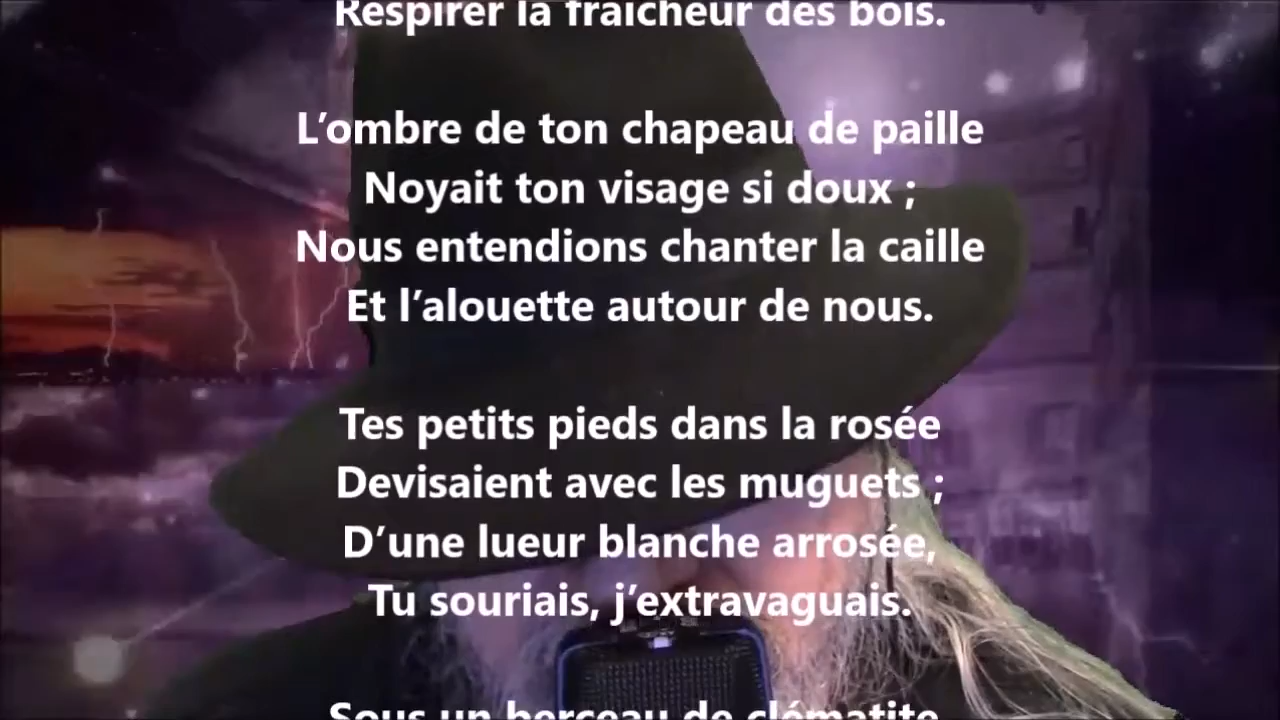 Respirer la fraîcheur des bois.
L’ombre de ton chapeau de paille
Noyait ton visage si doux ;
Nous entendions chanter la caille
Et l’alouette autour de nous.
Tes petits pieds dans la rosée
Devisaient avec les muguets ;
D’une lueur blanche arrosée,
Tu souriais, j’extravaguais.
Sous un berceau de clématite,